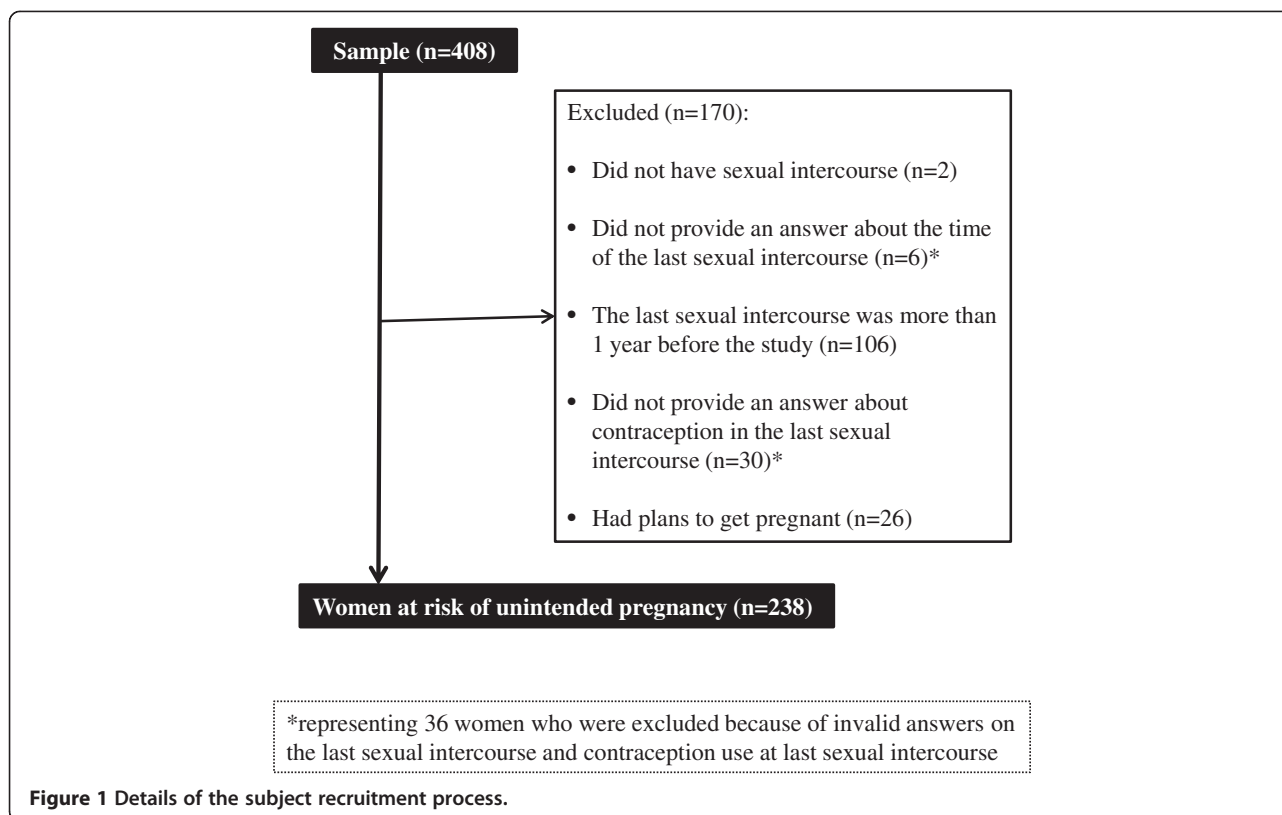 Sample (n=408)
Excluded (n=170):
• Did not have sexual intercourse (n=2)
• Did not provide an answer about the time
of the last sexual intercourse (n=6)*
• The last sexual intercourse was more than
1 year before the study (n=106)
• Did not provide an answer about
contraception in the last sexual
intercourse (n=30)*
• Had plans to get pregnant (n=26)
Women at risk of unintended pregnancy (n=238)
*representing 36 women who were excluded because of invalid answers on
the last sexual intercourse and contraception use at last sexual intercourse
Figure 1 Details of the subject recruitment process.